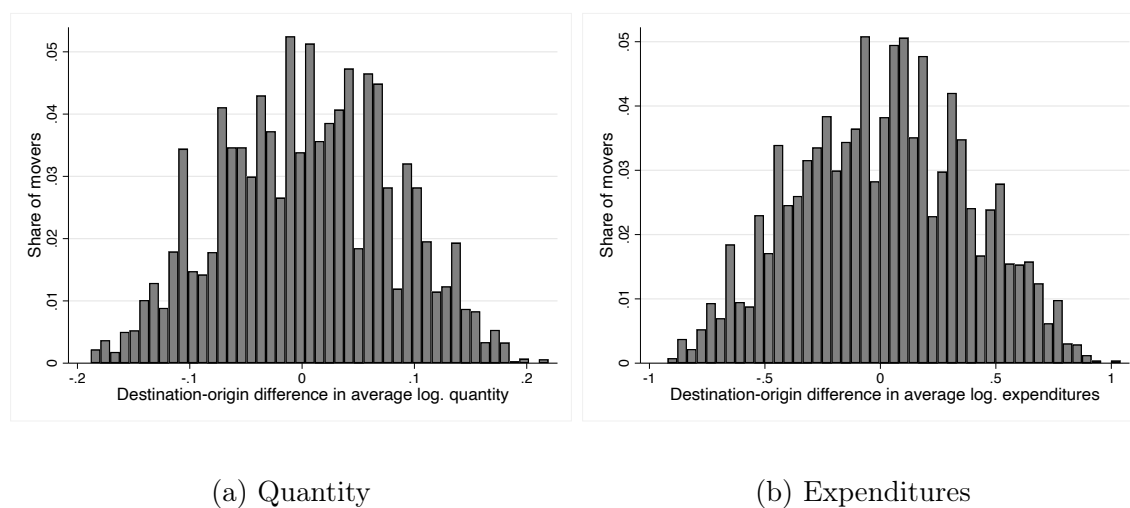 .05
.04
.03
.02
.01
0
Share of movers
-.2 -.1 0 .1 .2
Destination-origin difference in average log. quantity
.05
.04
.03
.02
.01
0
Share of movers
-1 -.5 0 .5 1
Destination-origin difference in average log. expenditures
(a) Quantity
(b) Expenditures